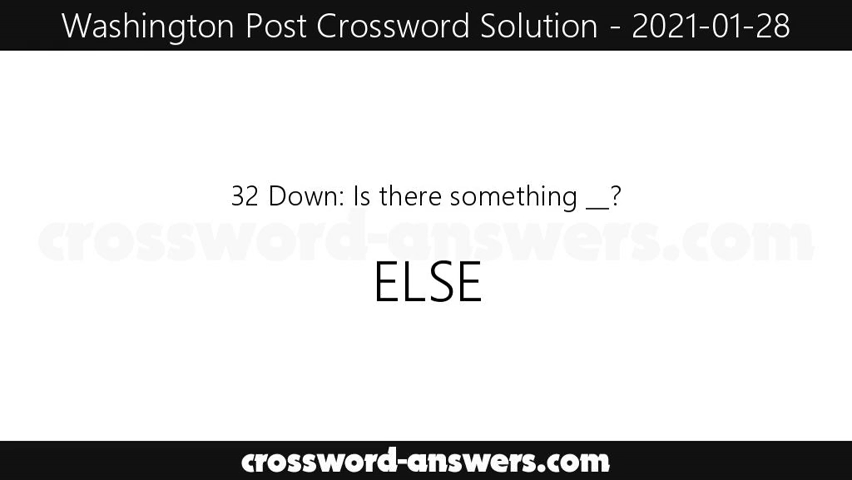 Washington Post Crossword Solution - 2021-01-28
32 Down: Is there something __?
crossword-answers.com
ELSE
crossword-answers.com